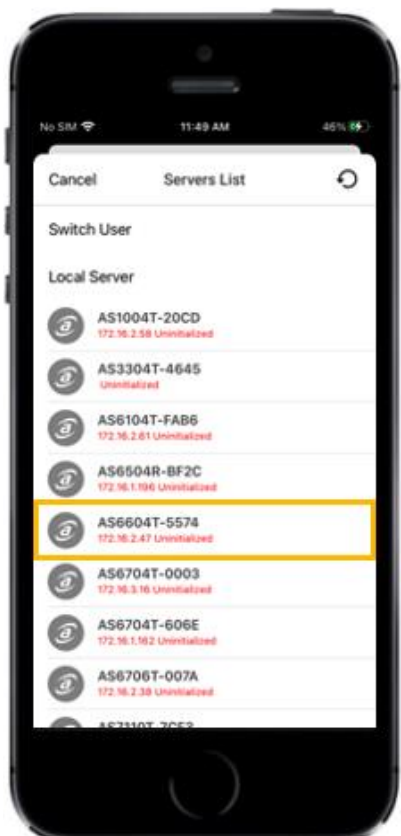 No SIM 11:49 AM 46%
Cancel Servers List
Switch User
Local Server
AS1004T-20CD
172.16.2.58 Uninitialized
AS3304T-4645
Uninitialized
AS6104T-FAB6
172.16.2.61 Uninitialized
AS6504R-BF2C
172.16.1.196 Uninitialized
AS6604T-5574
172.16.2.47 Uninitialized
AS6704T-0003
172.16.3.16 Uninitialized
AS6704T-606E
172.16.1.162 Uninitialized
AS6706T-007A
172.16.2.38 Uninitialized